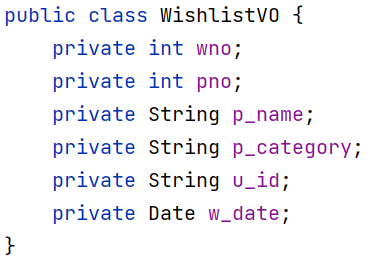 public class WishlistVO {
    private int wno;
    private int pno;
    private String p_name;
    private String p_category;
    private String u_id;
    private Date w_date;
}